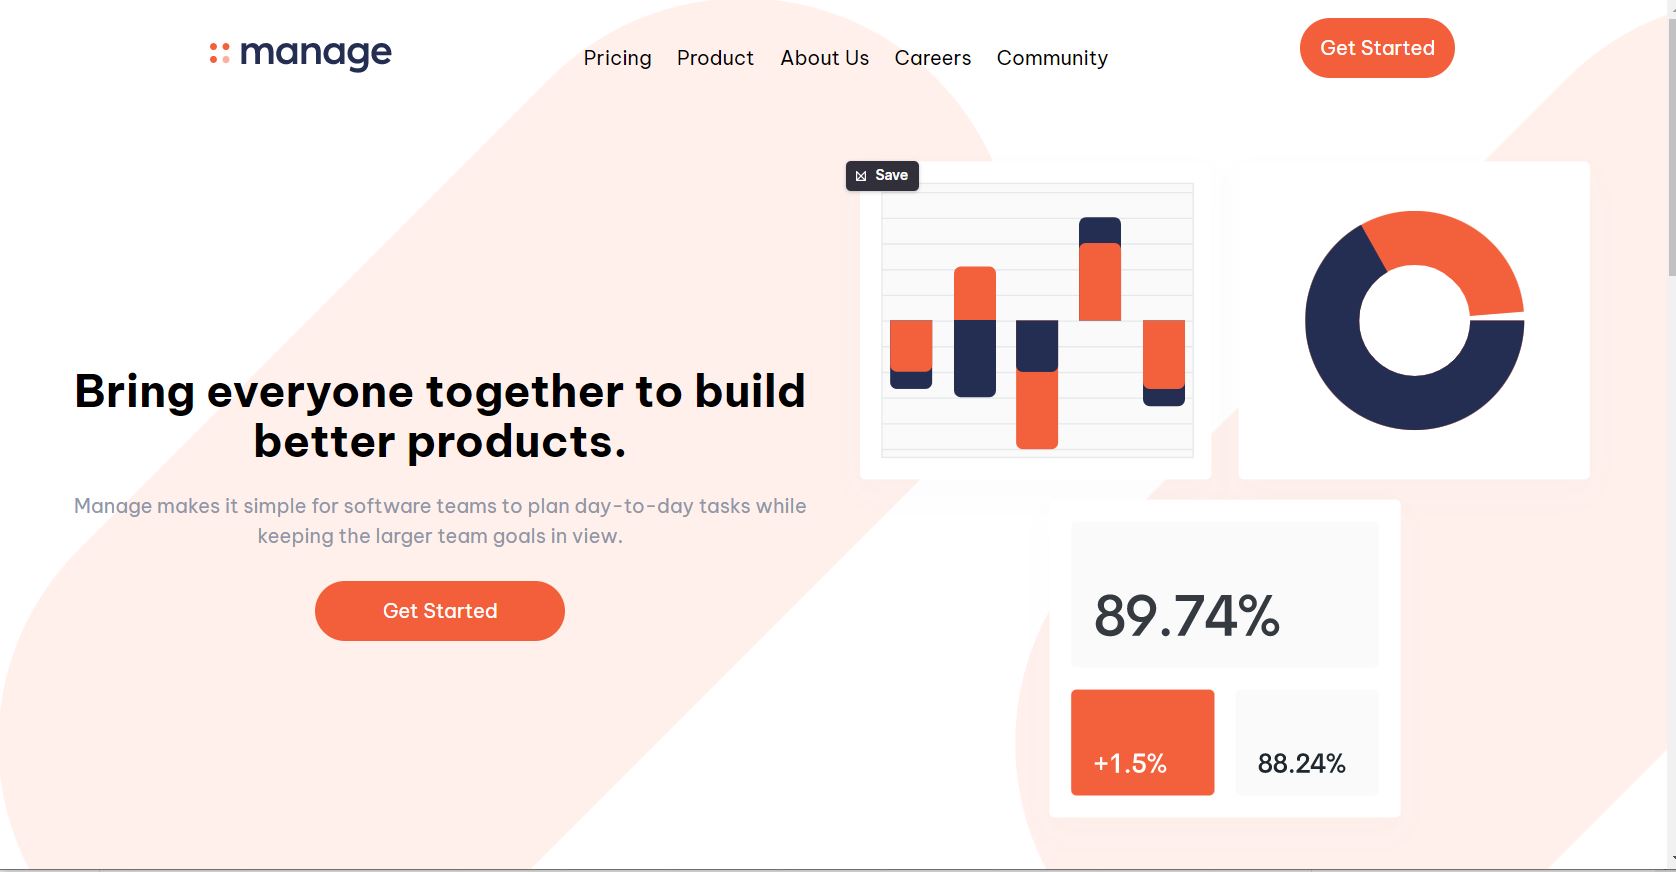 manage
Pricing Product About Us Careers Community
Get Started
Save
Bring everyone together to build
better products.
Manage makes it simple for software teams to plan day-to-day tasks while
keeping the larger team goals in view.
Get Started
89.74%
+1.5%
88.24%